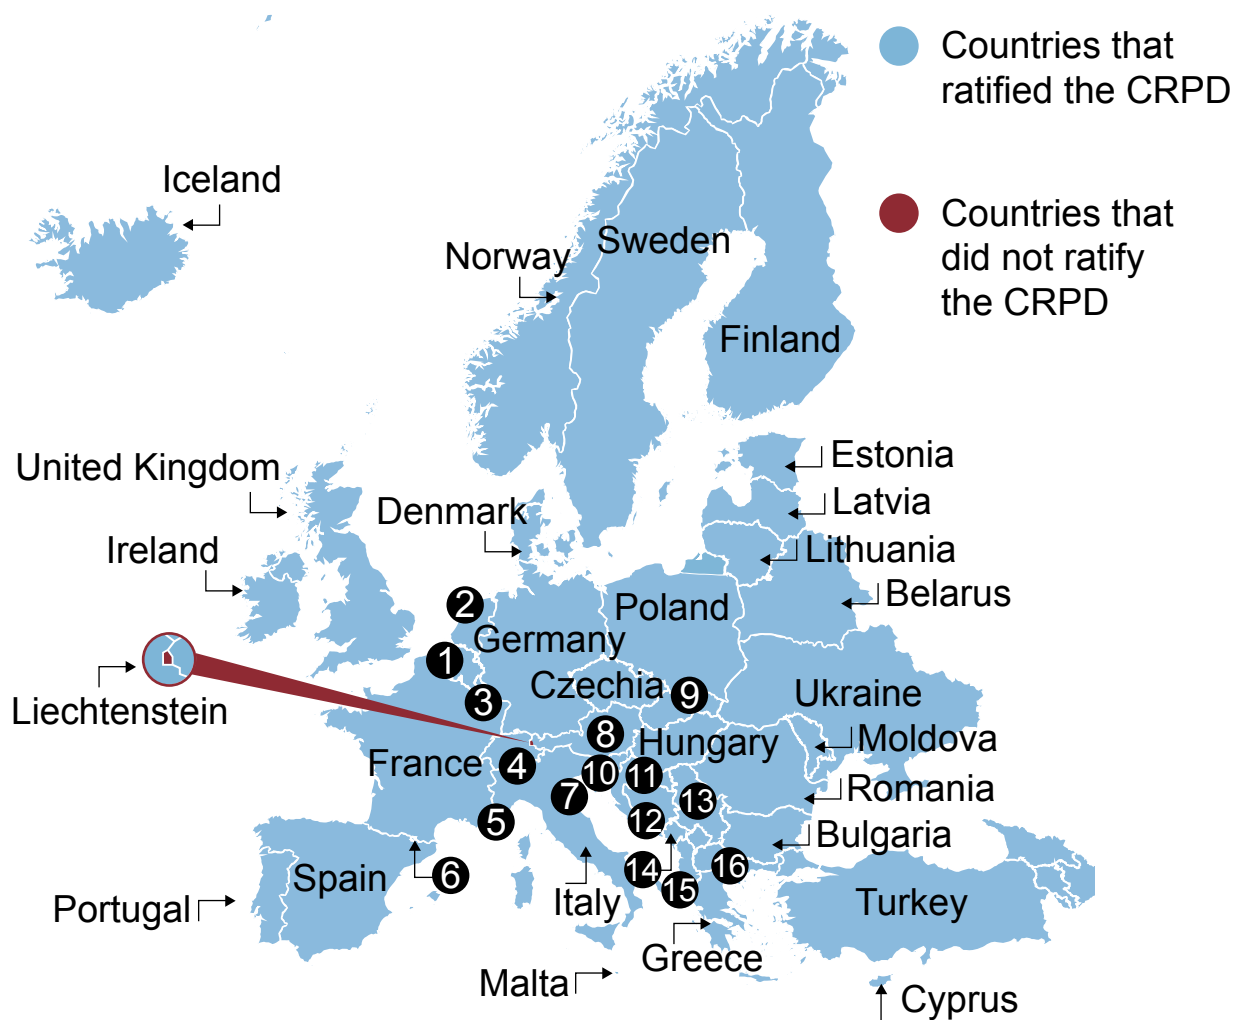 Countries that
ratified the CRPD
Countries that
did not ratify
the CRPD
Iceland
Norway
Sweden
Finland
United Kingdom
Estonia
Denmark
Latvia
Ireland
Lithuania
Belarus
2
Poland
Germany
1
Czechia
9
Ukraine
Liechtenstein
3
8
Hungary
Moldova
France
4
10
11
Romania
7
13
5
12
Bulgaria
14
16
Spain
6
15
Italy
Turkey
Portugal
Greece
Malta
Cyprus